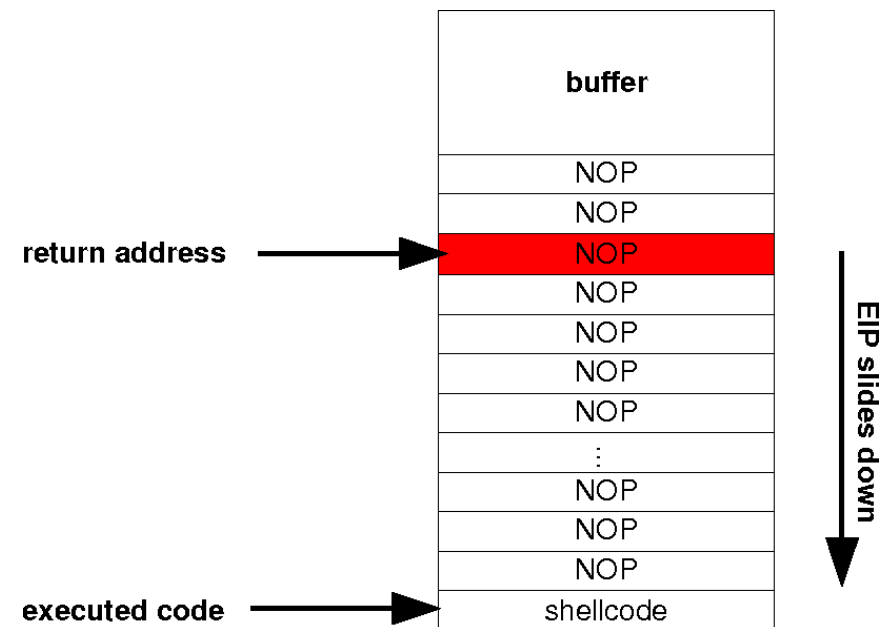 buffer
NOP
NOP
return address
NOP
NOP
NOP
NOP
NOP
⋮
NOP
NOP
NOP
executed code
shellcode
EIP slides down